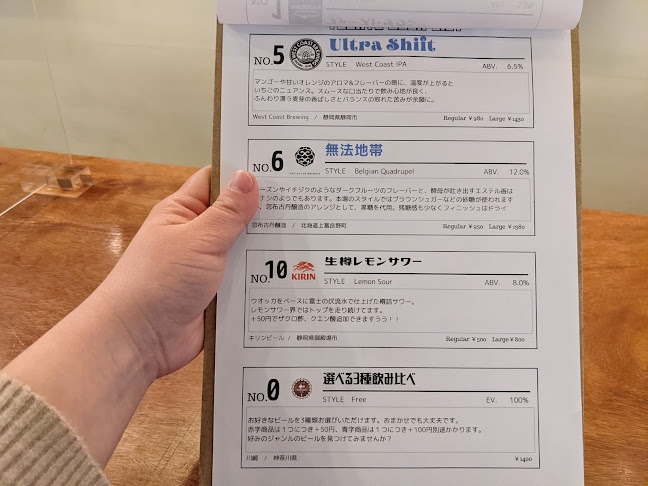 NO.5
Ultra Shift
STYLE West Coast IPA ABV. 6.5%
マンゴーや甘いオレンジのアロマ&フレーバーの奥に、温度が上がると
いちごのニュアンス。スムーズな口当たりで飲み心地が良く、
ふんわり漂う麦芽の香ばしさとバランスの取れた苦みが余韻に。
West Coast Brewing / 静岡県静岡市 Regular ¥980 Large ¥1430
NO.6
無法地帯
STYLE Belgian Quadrupel ABV. 12.0%
ーズンやイチジクのようなダークフルーツのフレーバーと、酵母が吐き出すエステル香は
ナシのようでもあります。本場のスタイルではブラウンシュガーなどの砂糖が使われます
忽布古丹醸造のアレンジとして、黒糖を代用。残糖感も少なくフィニッシュはドライ
忽布古丹醸造 / 北海道上富良野町 Regular ¥950 Large ¥1380
NO.10
KIRIN
生樽レモンサワー
STYLE Lemon Sour ABV. 8.0%
ウオッカをベースに富士の伏流水で仕上げた樽詰サワー。
レモンサワー界ではトップを走り続けてます。
+50円でザクロ酢、クエン酸追加できますぅう!!
キリンビール / 静岡県御殿場市 Regular ¥500 Large ¥800
NO.0
選べる3種飲み比べ
STYLE Free EV. 100%
お好きなビールを3種類お選びいただけます。おまかせでも大丈夫です。
赤字商品は1つにつき+50円、青字商品は1つにつき+100円別途かかります。
好みのジャンルのビールを見つけてみませんか?
川崎 / 神奈川県 ¥1400